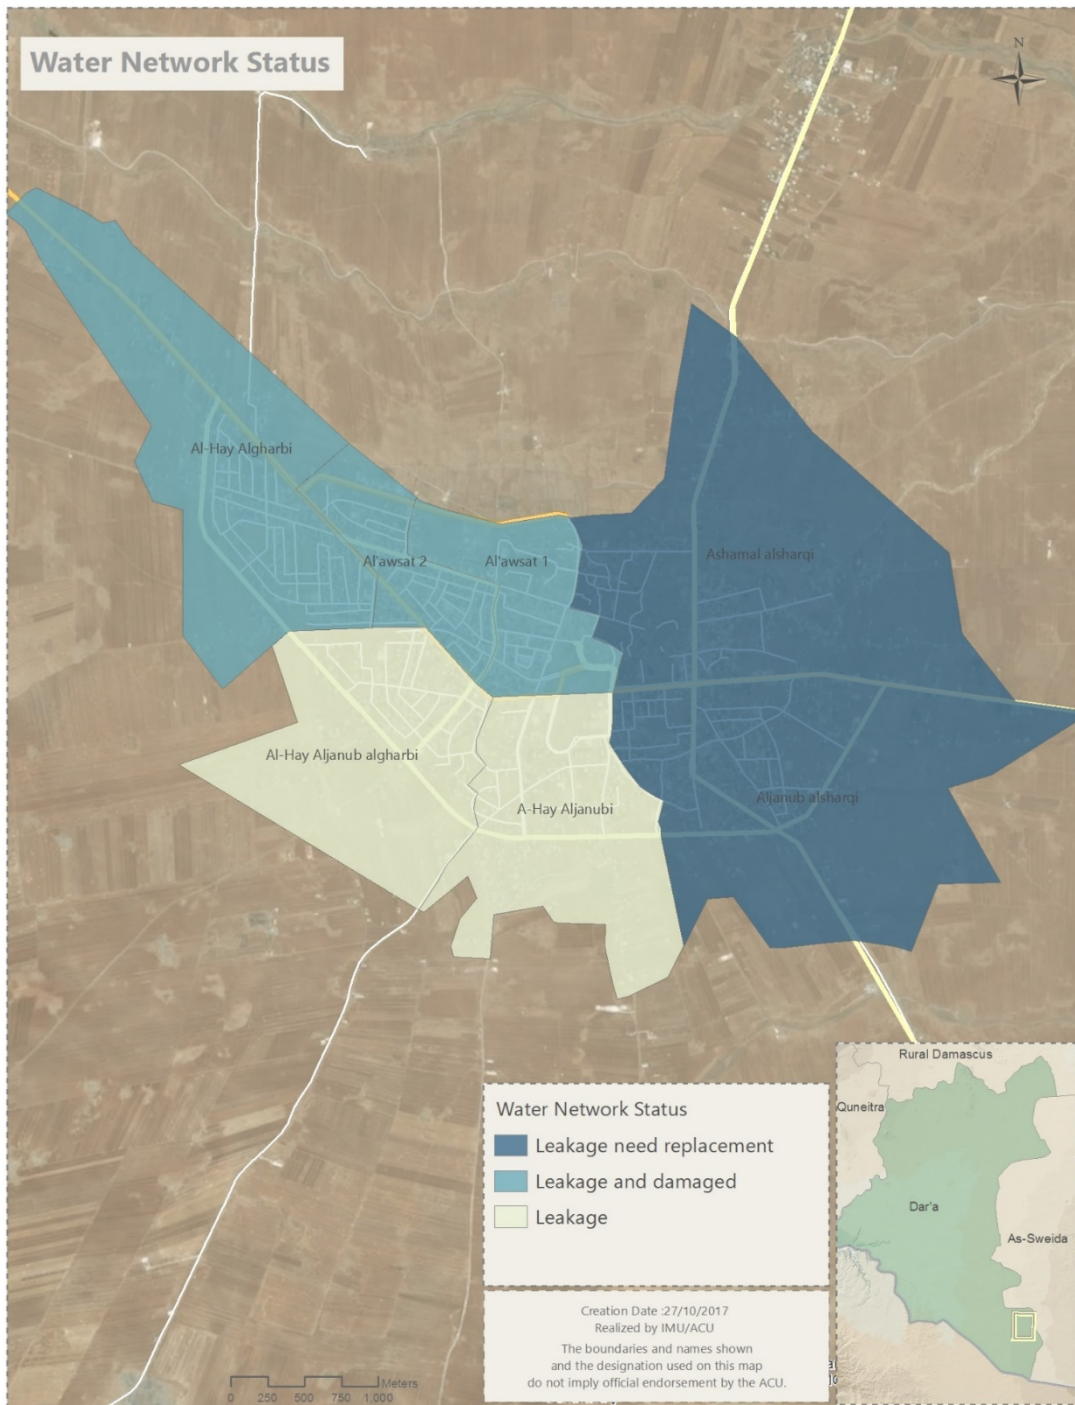 Water Network Status
N
Al-Hay Algharbi
Al'awsat 2
Al'awsat 1
Ashamal alsharqi
Al-Hay Aljanub algharbi
A-Hay Aljanubi
Aljanub alsharqi
Water Network Status
Leakage need replacement
Leakage and damaged
Leakage
Creation Date :27/10/2017
Realized by IMU/ACU
The boundaries and names shown
and the designation used on this map
do not imply official endorsement by the ACU.
Meters
0 250 500 750 1,000
Rural Damascus
Quneitra
Dar'a
As-Sweida